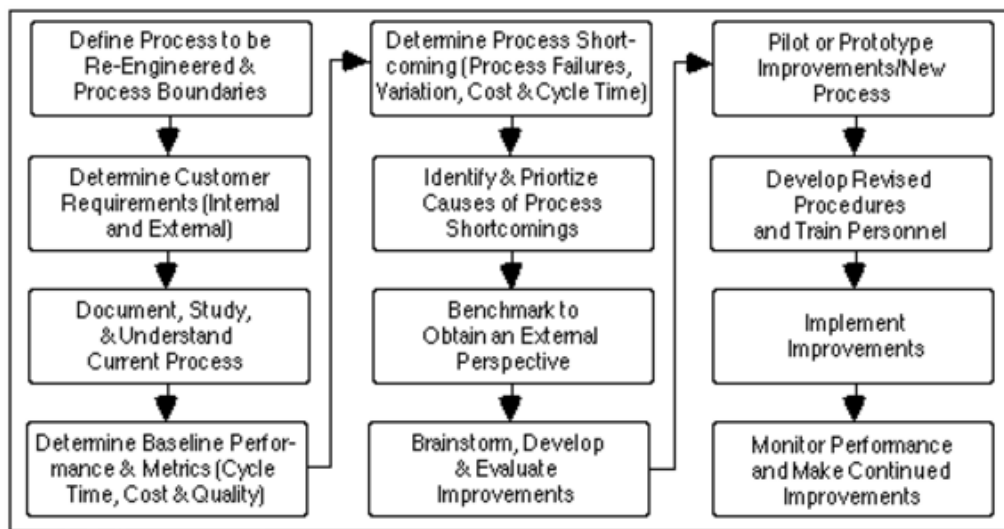 Define Process to be
Re-Engineered &
Process Boundaries
Determine Customer
Requirements (Internal
and External)
Document, Study,
& Understand
Current Process
Determine Baseline Perfor-
mance & Metrics (Cycle
Time, Cost & Quality)
Determine Process Short-
coming (Process Failures,
Variation, Cost & Cycle Time)
Identify & Priortize
Causes of Process
Shortcomings
Benchmark to
Obtain an External
Perspective
Brainstorm, Develop
& Evaluate
Improvements
Pilot or Prototype
Improvements/New
Process
Develop Revised
Procedures
and Train Personnel
Implement
Improvements
Monitor Performance
and Make Continued
Improvements